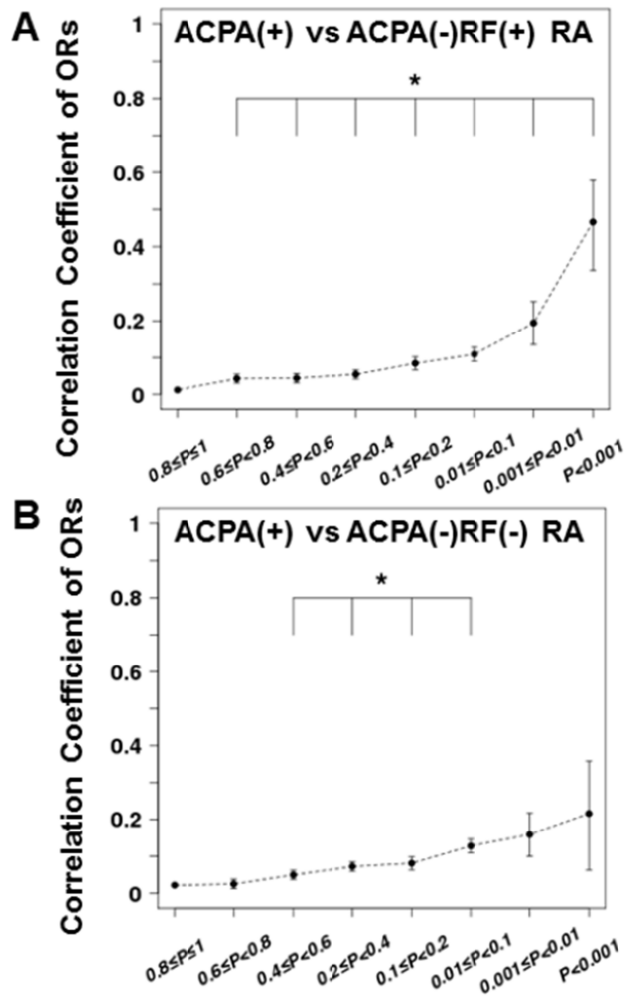 A
ACPA(+) vs ACPA(-)RF(+) RA
Correlation Coefficient of ORs
1
0.8
0.6
0.4
0.2
0
*
0.8≤P≤1
0.6≤P<0.8
0.4≤P<0.6
0.2≤P<0.4
0.1≤P<0.2
0.01≤P<0.1
0.001≤P<0.01
P<0.001
B
ACPA(+) vs ACPA(-)RF(-) RA
Correlation Coefficient of ORs
1
0.8
0.6
0.4
0.2
0
*
0.8≤P≤1
0.6≤P<0.8
0.4≤P<0.6
0.2≤P<0.4
0.1≤P<0.2
0.01≤P<0.1
0.001≤P<0.01
P<0.001